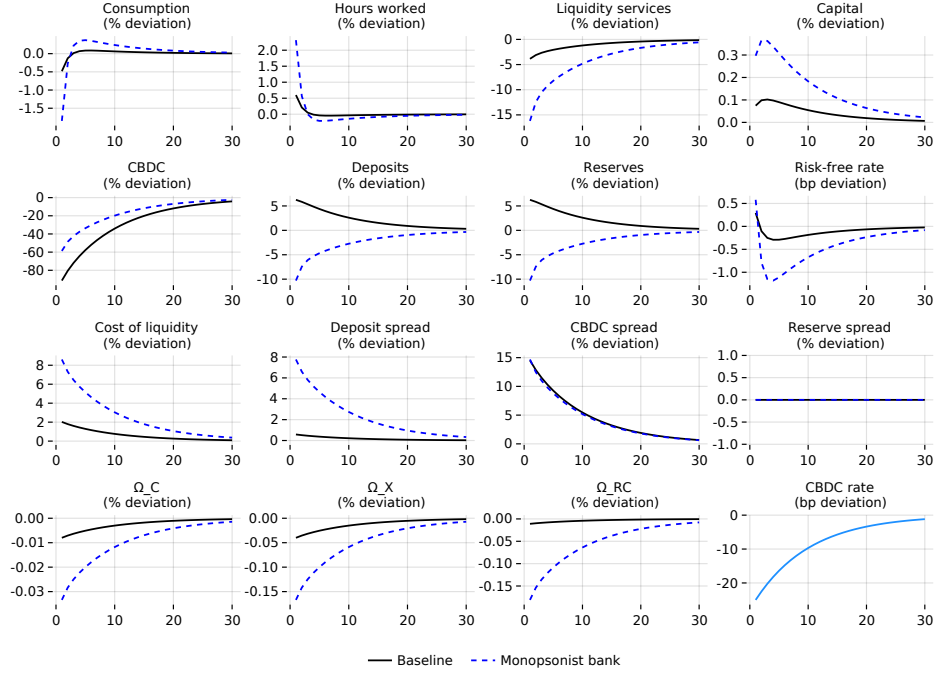 Consumption
(% deviation)
Hours worked
(% deviation)
Liquidity services
(% deviation)
Capital
(% deviation)
0.0
-0.5
-1.0
-1.5
0 10 20 30
2.0
1.5
1.0
0.5
0.0
0 10 20 30
0
-5
-10
-15
0 10 20 30
0.3
0.2
0.1
0.0
0 10 20 30
CBDC
(% deviation)
Deposits
(% deviation)
Reserves
(% deviation)
Risk-free rate
(bp deviation)
0
-20
-40
-60
-80
0 10 20 30
5
0
-5
-10
0 10 20 30
5
0
-5
-10
0 10 20 30
0.5
0.0
-0.5
-1.0
0 10 20 30
Cost of liquidity
(% deviation)
Deposit spread
(% deviation)
CBDC spread
(% deviation)
Reserve spread
(% deviation)
8
6
4
2
0
0 10 20 30
8
6
4
2
0
0 10 20 30
15
10
5
0
0 10 20 30
1.0
0.5
0.0
-0.5
-1.0
0 10 20 30
Ω_C
(% deviation)
Ω_X
(% deviation)
Ω_RC
(% deviation)
CBDC rate
(bp deviation)
0.00
-0.01
-0.02
-0.03
0 10 20 30
0.00
-0.05
-0.10
-0.15
0 10 20 30
0.00
-0.05
-0.10
-0.15
0 10 20 30
0
-10
-20
0 10 20 30
Baseline
Monopsonist bank